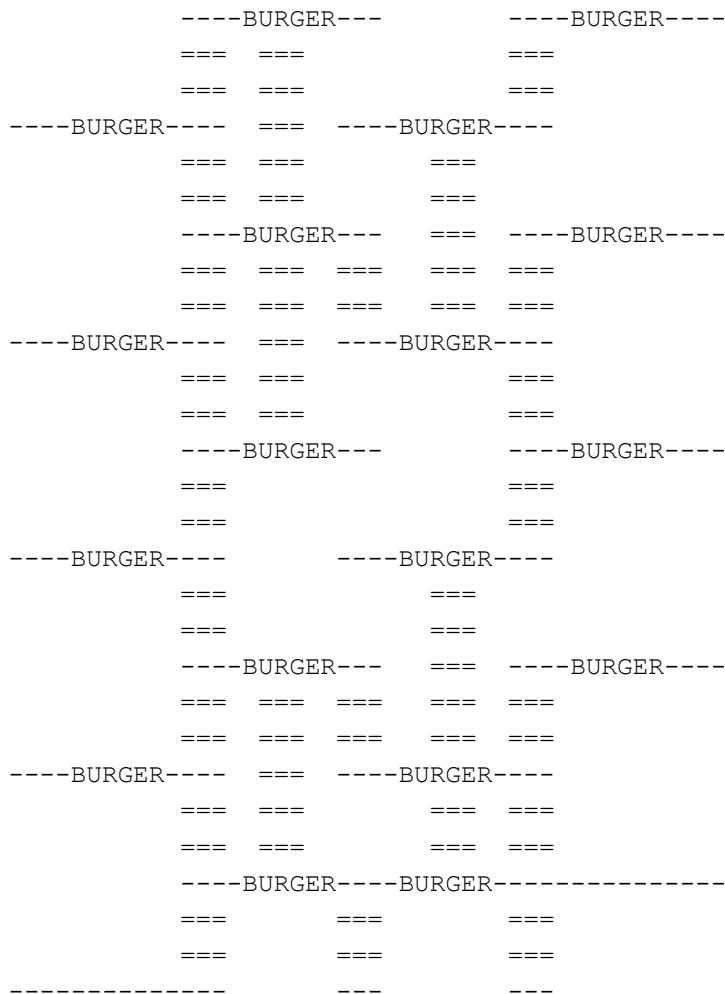 ----BURGER---        ----BURGER----
           ===  ===             ===
           ===  ===             ===
----BURGER----  ===  ----BURGER----
           ===  ===        ===
           ===  ===        ===
           ----BURGER---   ===  ----BURGER----
           ===  ===  ===   ===  ===
           ===  ===  ===   ===  ===
----BURGER----  ===  ----BURGER----
           ===  ===             ===
           ===  ===             ===
           ----BURGER---        ----BURGER----
           ===                  ===
           ===                  ===
----BURGER----       ----BURGER----
           ===             ===
           ===             ===
           ----BURGER---   ===  ----BURGER----
           ===  ===  ===   ===  ===
           ===  ===  ===   ===  ===
----BURGER----  ===  ----BURGER----
           ===  ===        ===  ===
           ===  ===        ===  ===
           ----BURGER----BURGER---------------
           ===       ===        ===
           ===       ===        ===
--------------       ---        ---